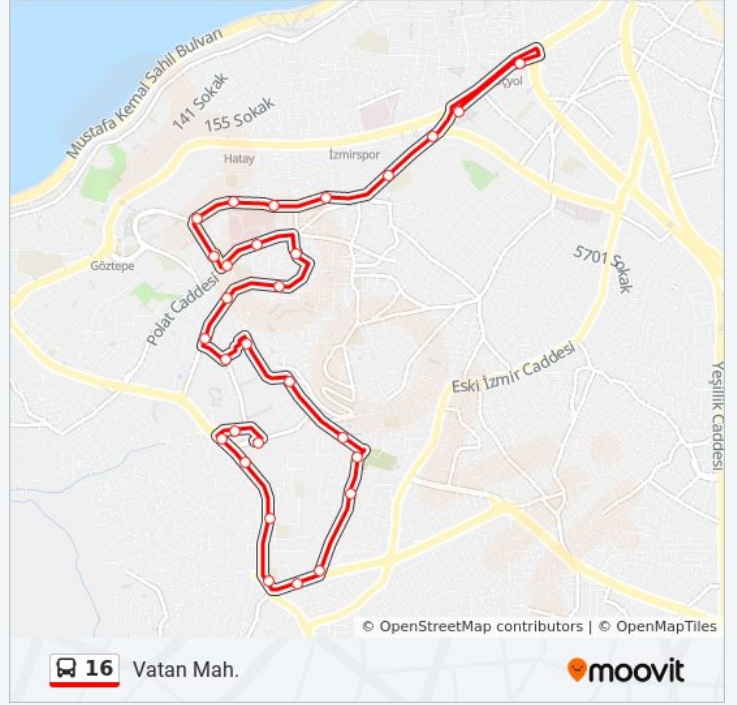 Mustafa Kemal Sahil Bulvarı
141 Sokak
155 Sokak
çyol
Hatay
İzmirspor
Göztepe
Polat Caddesi
5701 Sokak
Eski İzmir Caddesi
Yeşillik Caddesi
© OpenStreetMap contributors | © OpenMapTiles
16 Vatan Mah.
moovit